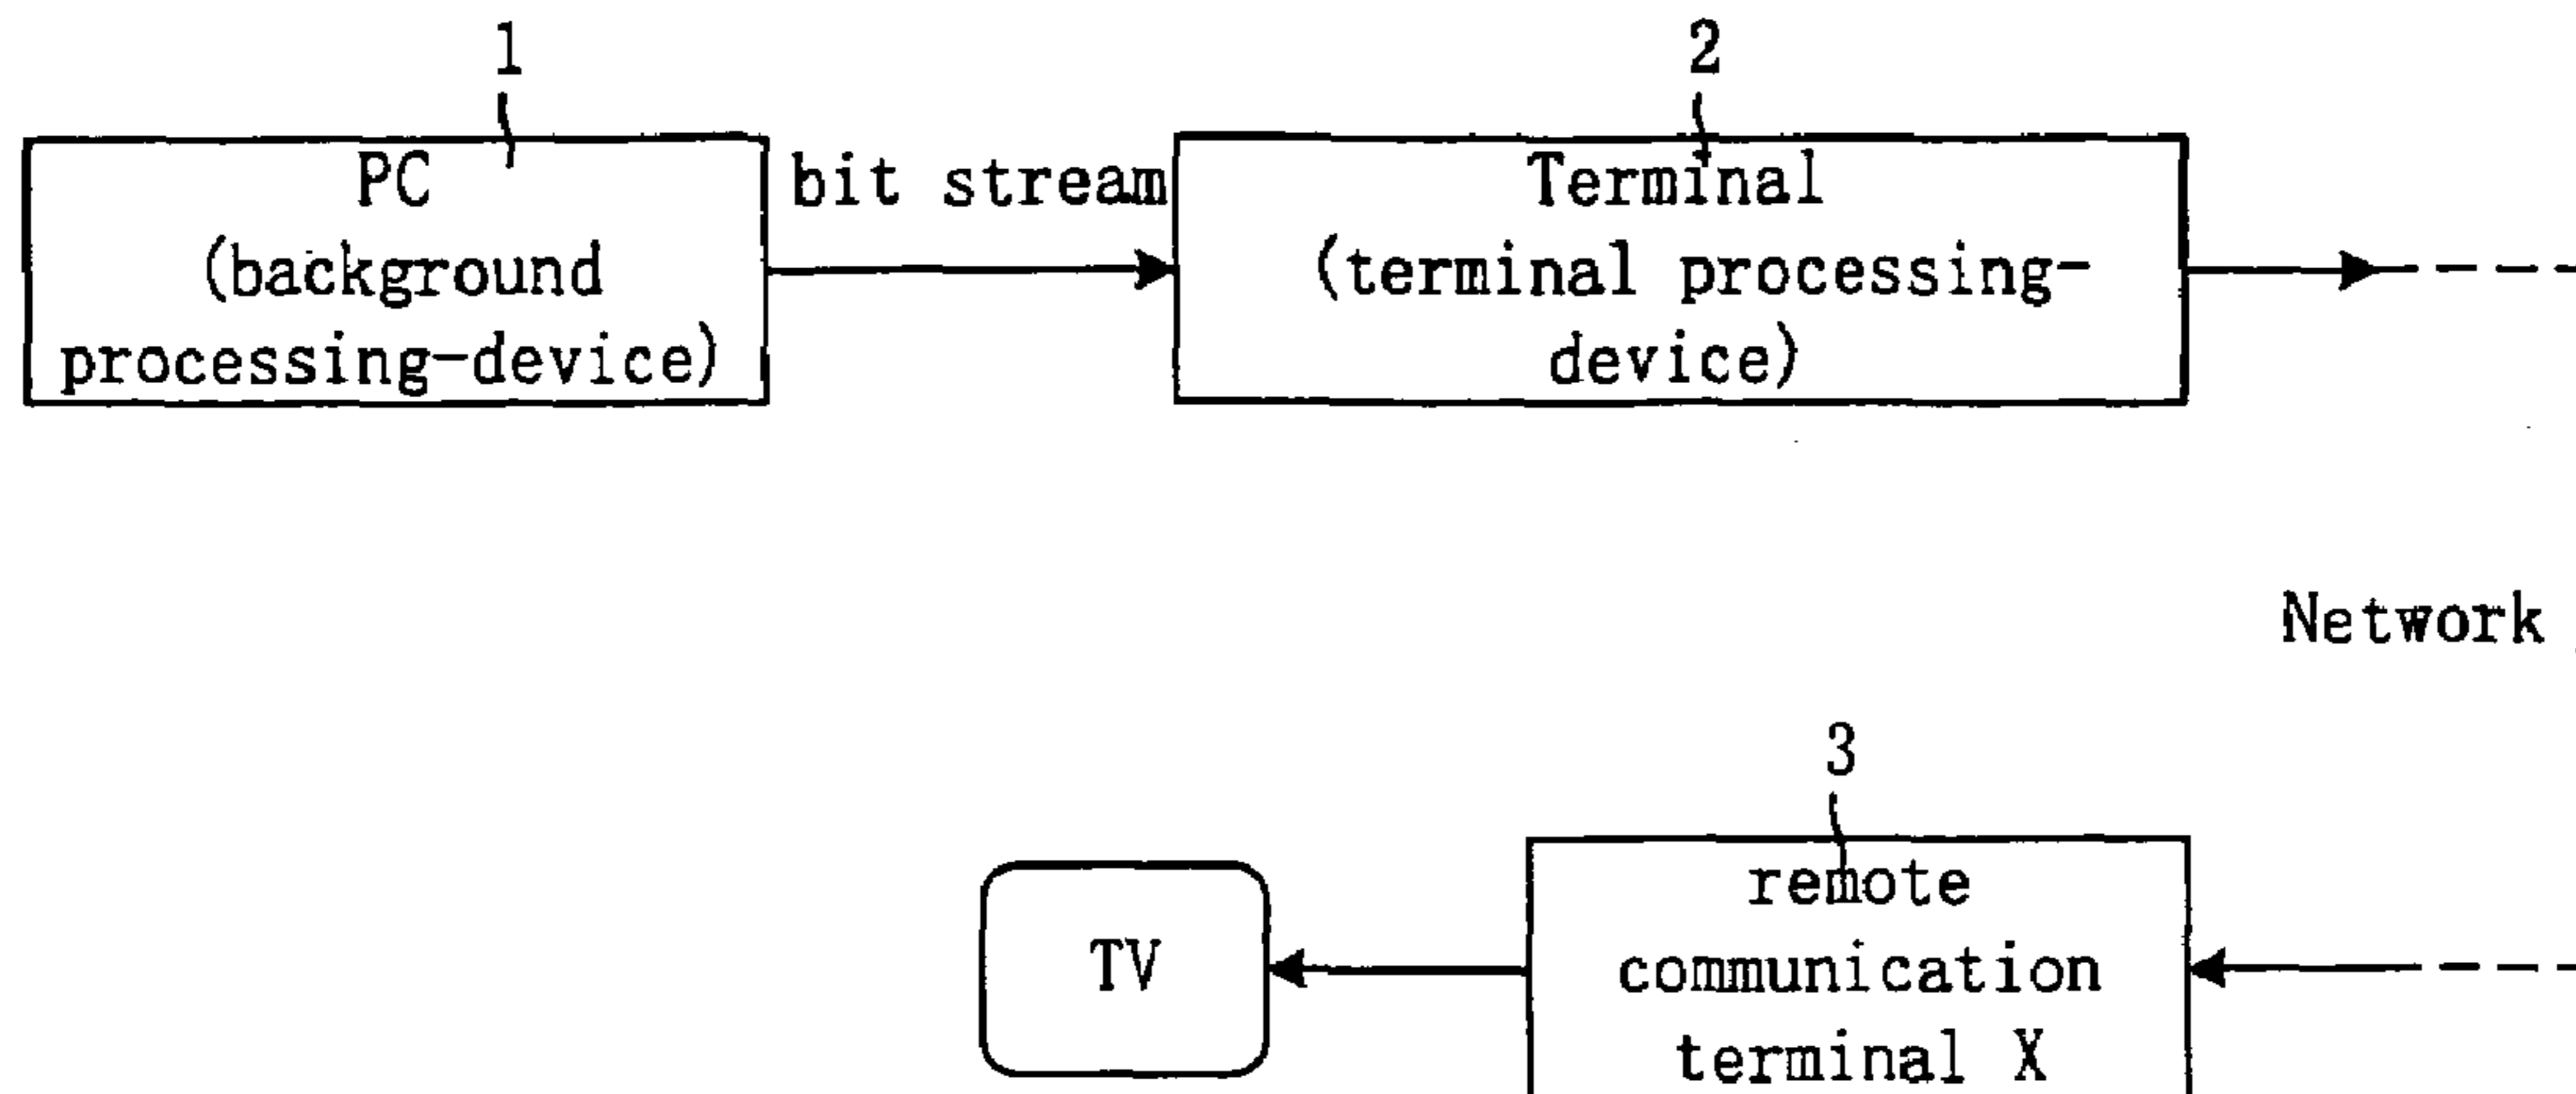 1
2
PC
(background
processing-device)
bit stream
Terminal
(terminal processing-
device)
Network
3
TV
remote
communication
terminal X